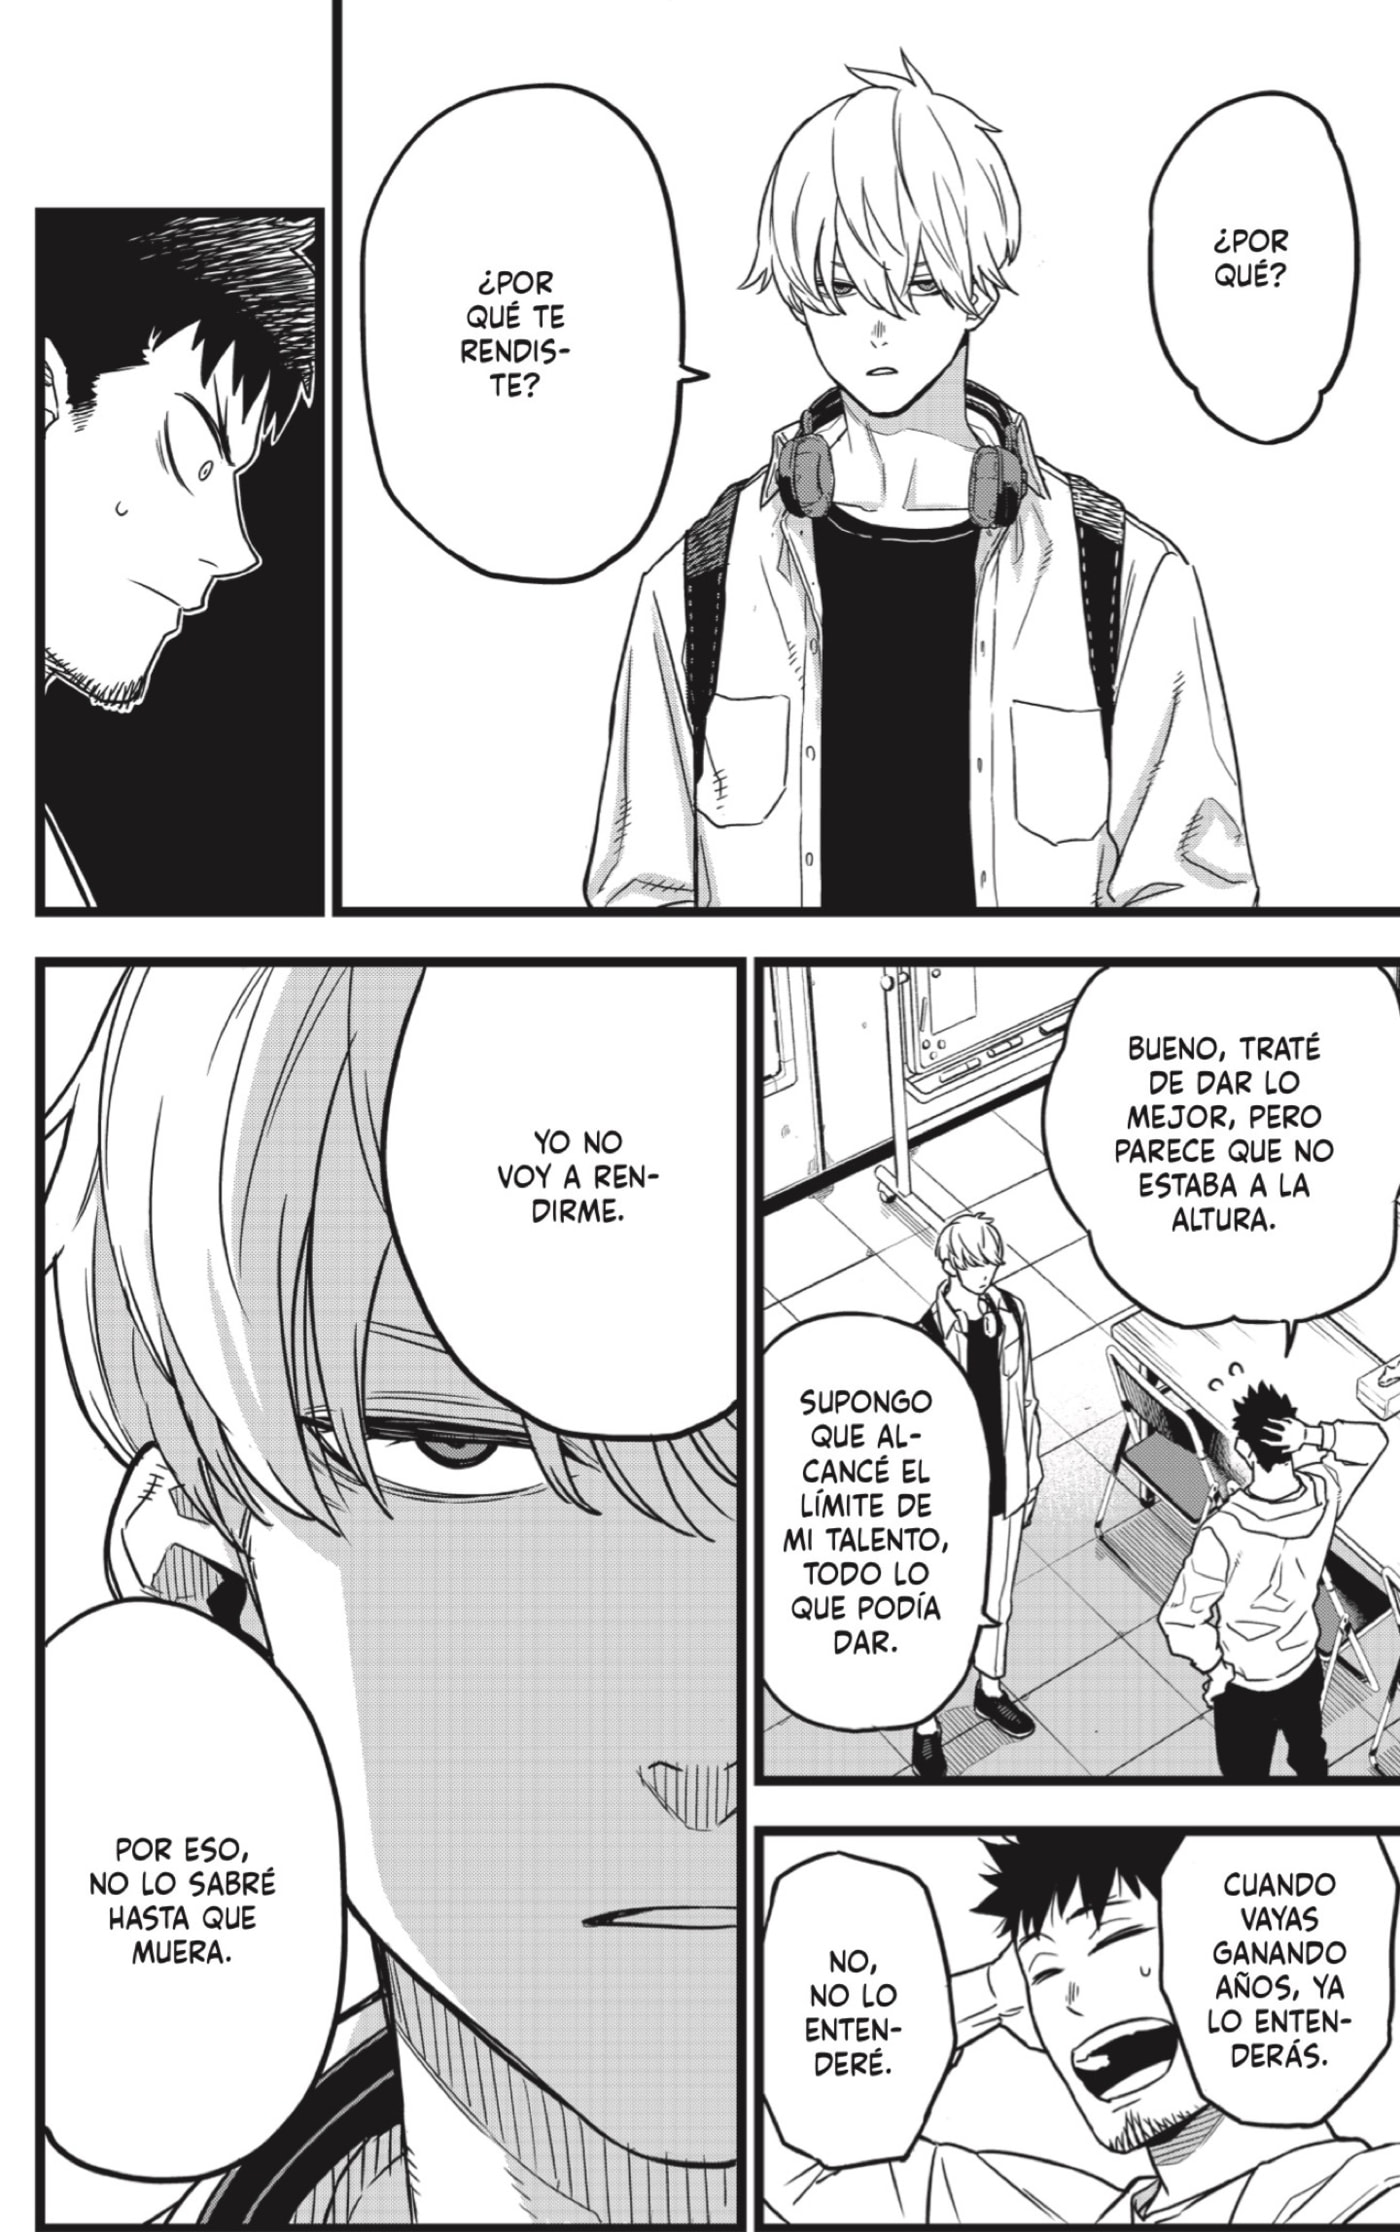 ¿POR
QUÉ?
¿POR
QUÉ TE
RENDIS-
TE?
BUENO, TRATÉ
DE DAR LO
MEJOR, PERO
PARECE QUE NO
ESTABA A LA
ALTURA.
SUPONGO
QUE AL-
CANCÉ EL
LÍMITE DE
MI TALENTO,
TODO LO
QUE PODÍA
DAR.
CUANDO
VAYAS
GANANDO
AÑOS, YA
LO ENTEN-
DERÁS.
NO,
NO LO
ENTEN-
DERÉ.
YO NO
VOY A REN-
DIRME.
POR ESO,
NO LO SABRÉ
HASTA QUE
MUERA.